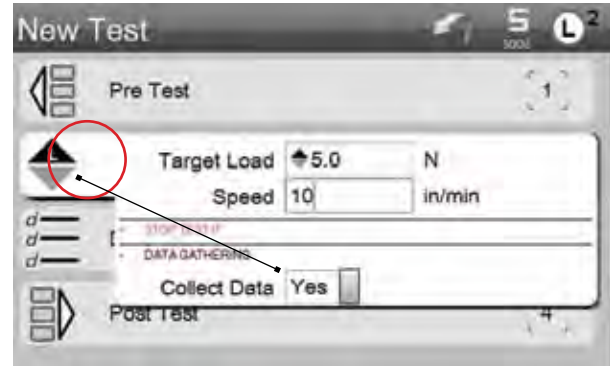 New Test
S L 2
Pre Test 1
Target Load 5.0 N
Speed 10 in/min
d
d
d
STOP TEST IF
DATA GATHERING
Collect Data Yes
Post Test 4